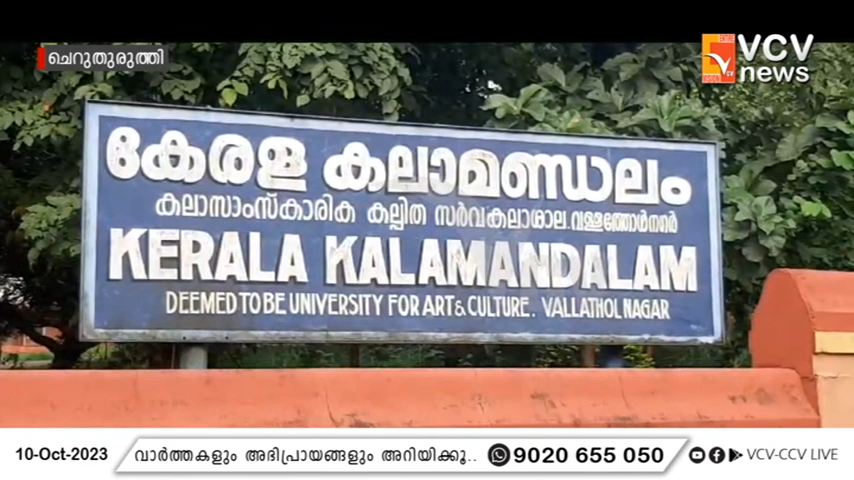 ചെറുതുരുത്തി
VCV
news
കേരള കലാമണ്ഡലം
കലാസാംസ്കാരിക കല്പിത സർവകലാശാല.വള്ളത്തോൾനഗർ
KERALA KALAMANDALAM
DEEMED TO BE UNIVERSITY FOR ART & CULTURE. VALLATHOL NAGAR
10-Oct-2023 വാർത്തകളും അഭിപ്രായങ്ങളും അറിയിക്കൂ.. 9020 655 050 VCV-CCV LIVE